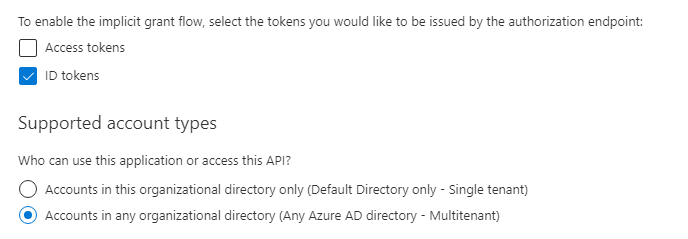 To enable the implicit grant flow, select the tokens you would like to be issued by the authorization endpoint:
Access tokens
ID tokens
Supported account types
Who can use this application or access this API?
Accounts in this organizational directory only (Default Directory only - Single tenant)
Accounts in any organizational directory (Any Azure AD directory - Multitenant)